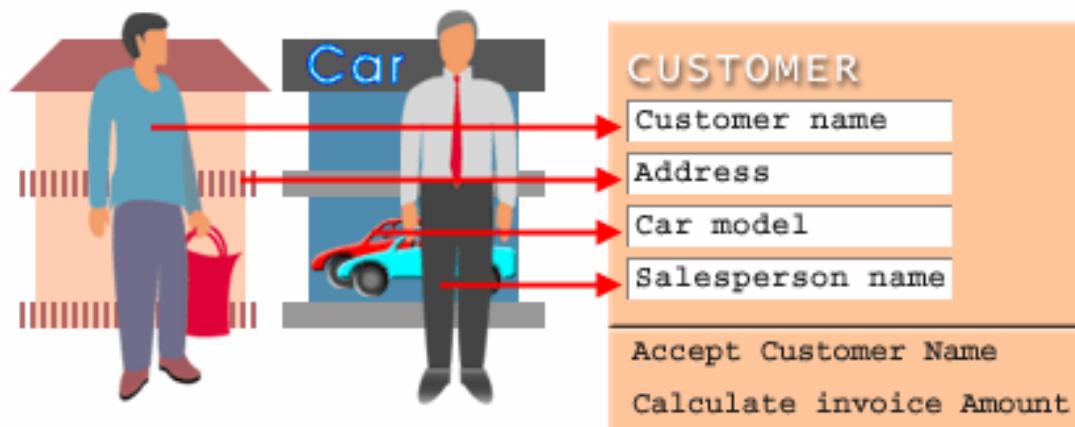 Car
CUSTOMER
Customer name
Address
Car model
Salesperson name
Accept Customer Name
Calculate invoice Amount